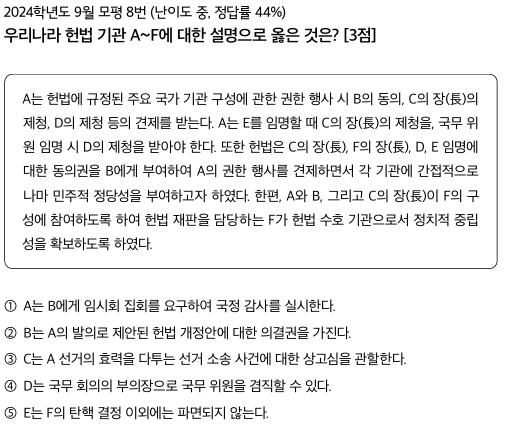 2024학년도 9월 모평 8번 (난이도 중, 정답률 44%)
우리나라 헌법 기관 A~F에 대한 설명으로 옳은 것은? [3점]
A는 헌법에 규정된 주요 국가 기관 구성에 관한 권한 행사 시 B의 동의, C의 장(長)의
제청, D의 제청 등의 견제를 받는다. A는 E를 임명할 때 C의 장(長)의 제청을, 국무 위
원 임명 시 D의 제청을 받아야 한다. 또한 헌법은 C의 장(長), F의 장(長), D, E 임명에
대한 동의권을 B에게 부여하여 A의 권한 행사를 견제하면서 각 기관에 간접적으로
나마 민주적 정당성을 부여하고자 하였다. 한편, A와 B, 그리고 C의 장(長)이 F의 구
성에 참여하도록 하여 헌법 재판을 담당하는 F가 헌법 수호 기관으로서 정치적 중립
성을 확보하도록 하였다.
① A는 B에게 임시회 집회를 요구하여 국정 감사를 실시한다.
② B는 A의 발의로 제안된 헌법 개정안에 대한 의결권을 가진다.
③ C는 A 선거의 효력을 다투는 선거 소송 사건에 대한 상고심을 관할한다.
④ D는 국무 회의의 부의장으로 국무 위원을 겸직할 수 있다.
⑤ E는 F의 탄핵 결정 이외에는 파면되지 않는다.